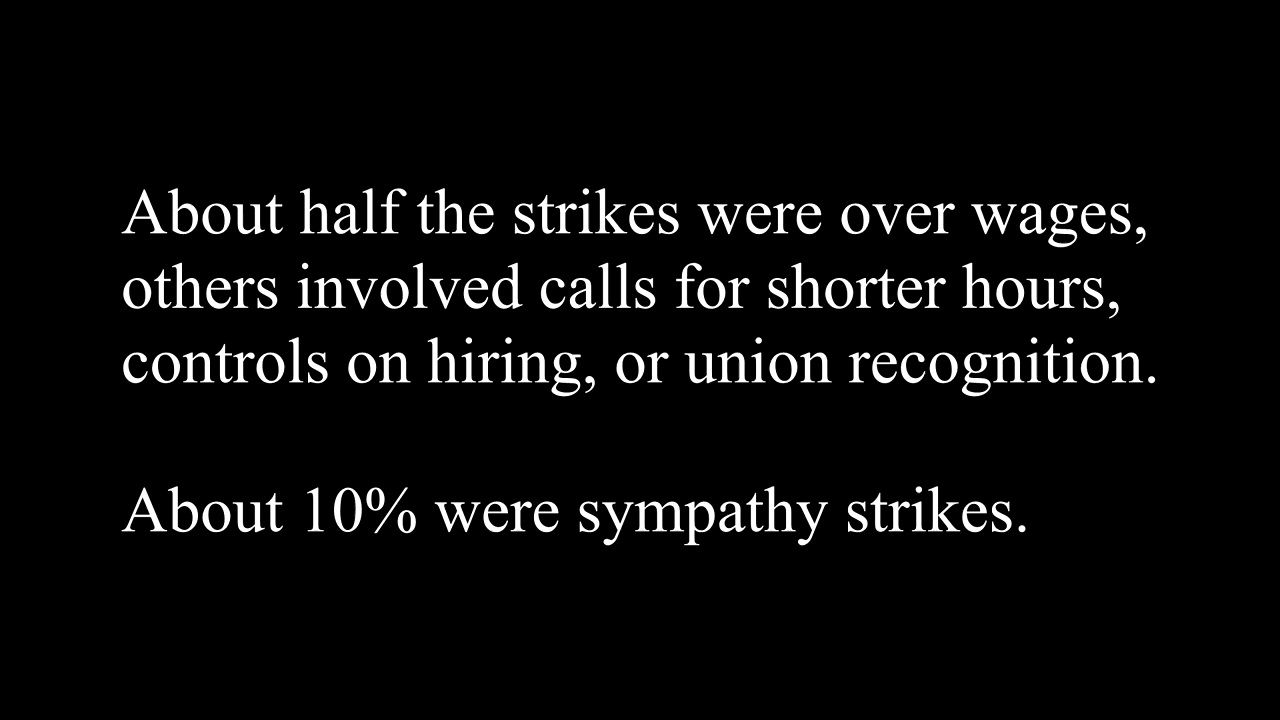 About half the strikes were over wages,
others involved calls for shorter hours,
controls on hiring, or union recognition.
About 10% were sympathy strikes.